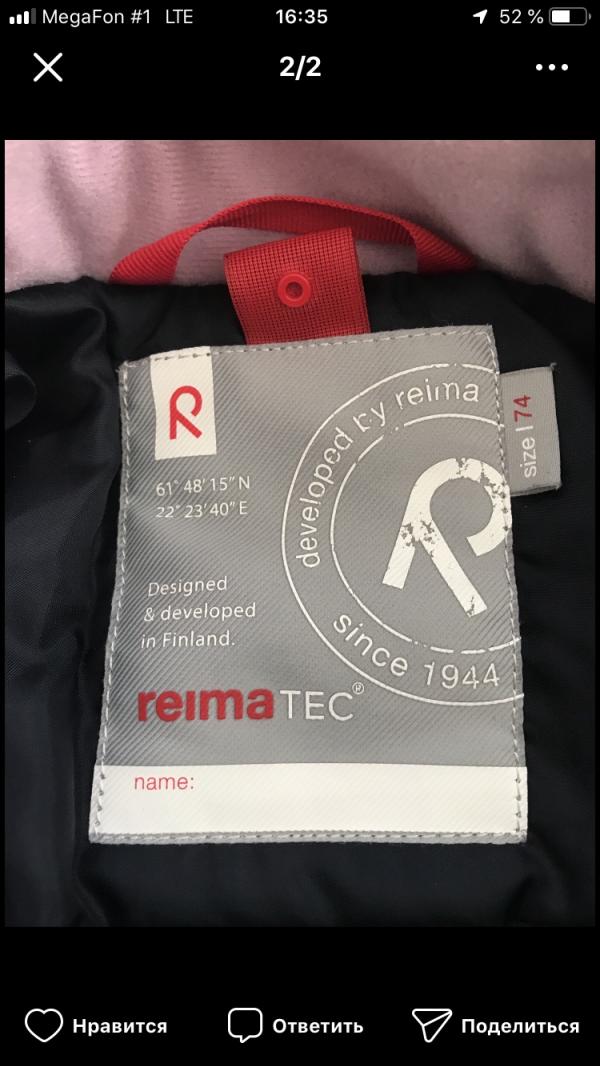 MegaFon #1 LTE 16:35 52 %
2/2
R
61° 48' 15" N
22° 23' 40" E
developed by reima
since 1944
size | 74
Designed
& developed
in Finland.
reimaTEC®
name:
Нравится Ответить Поделиться